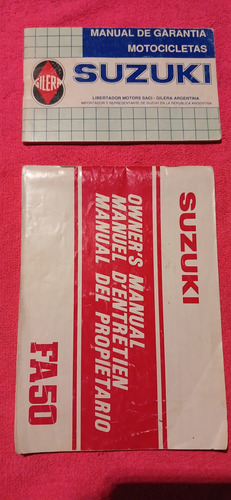 MANUAL DE GARANTIA
MOTOCICLETAS
GILERA
SUZUKI
LIBERTADOR MOTORS DACI - GILERA ARGENTINA
IMPORTADOR Y REPRESENTANTE DE SUZUKI EN LA REPUBLICA ARGENTINA
SUZUKI
OWNER'S MANUAL
MANUEL D'ENTRETIEN
MANUAL DEL PROPIETARIO
FA50